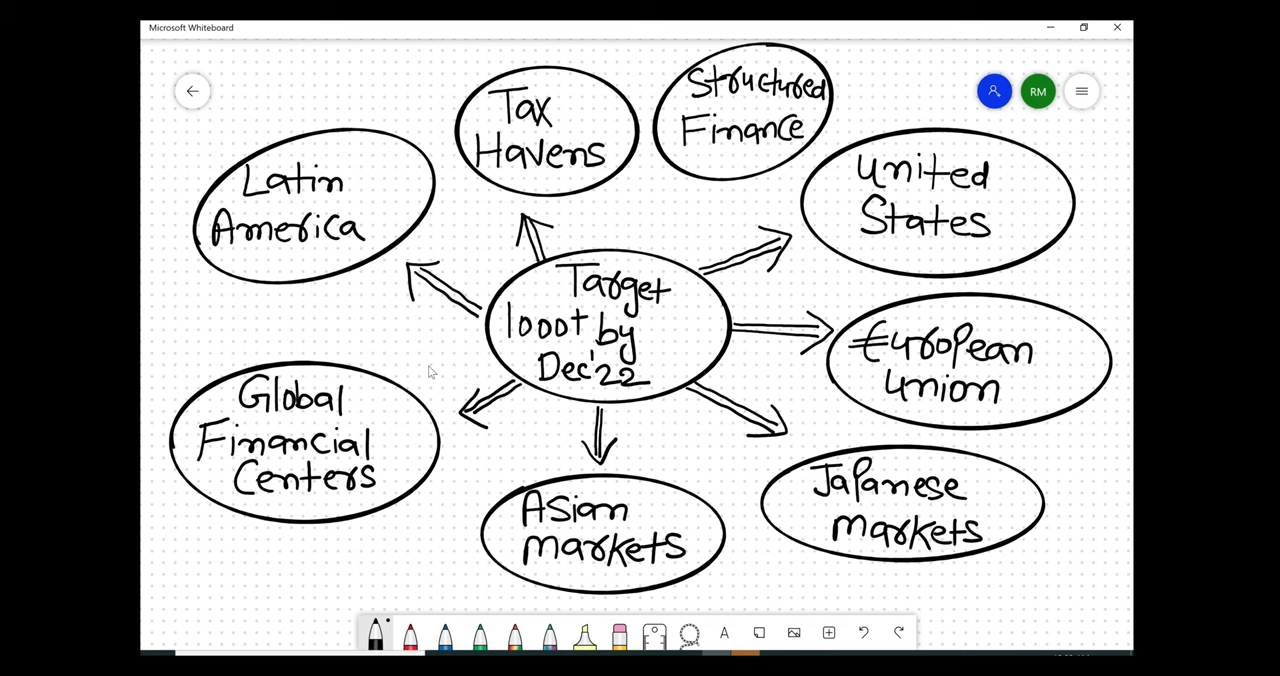 Microsoft Whiteboard
RM
Tax
Havens
Structured
Finance
Latin
America
United
States
Target
1000+ by
Dec'22
European
Union
Global
Financial
Centers
Asian
markets
Japanese
markets
A